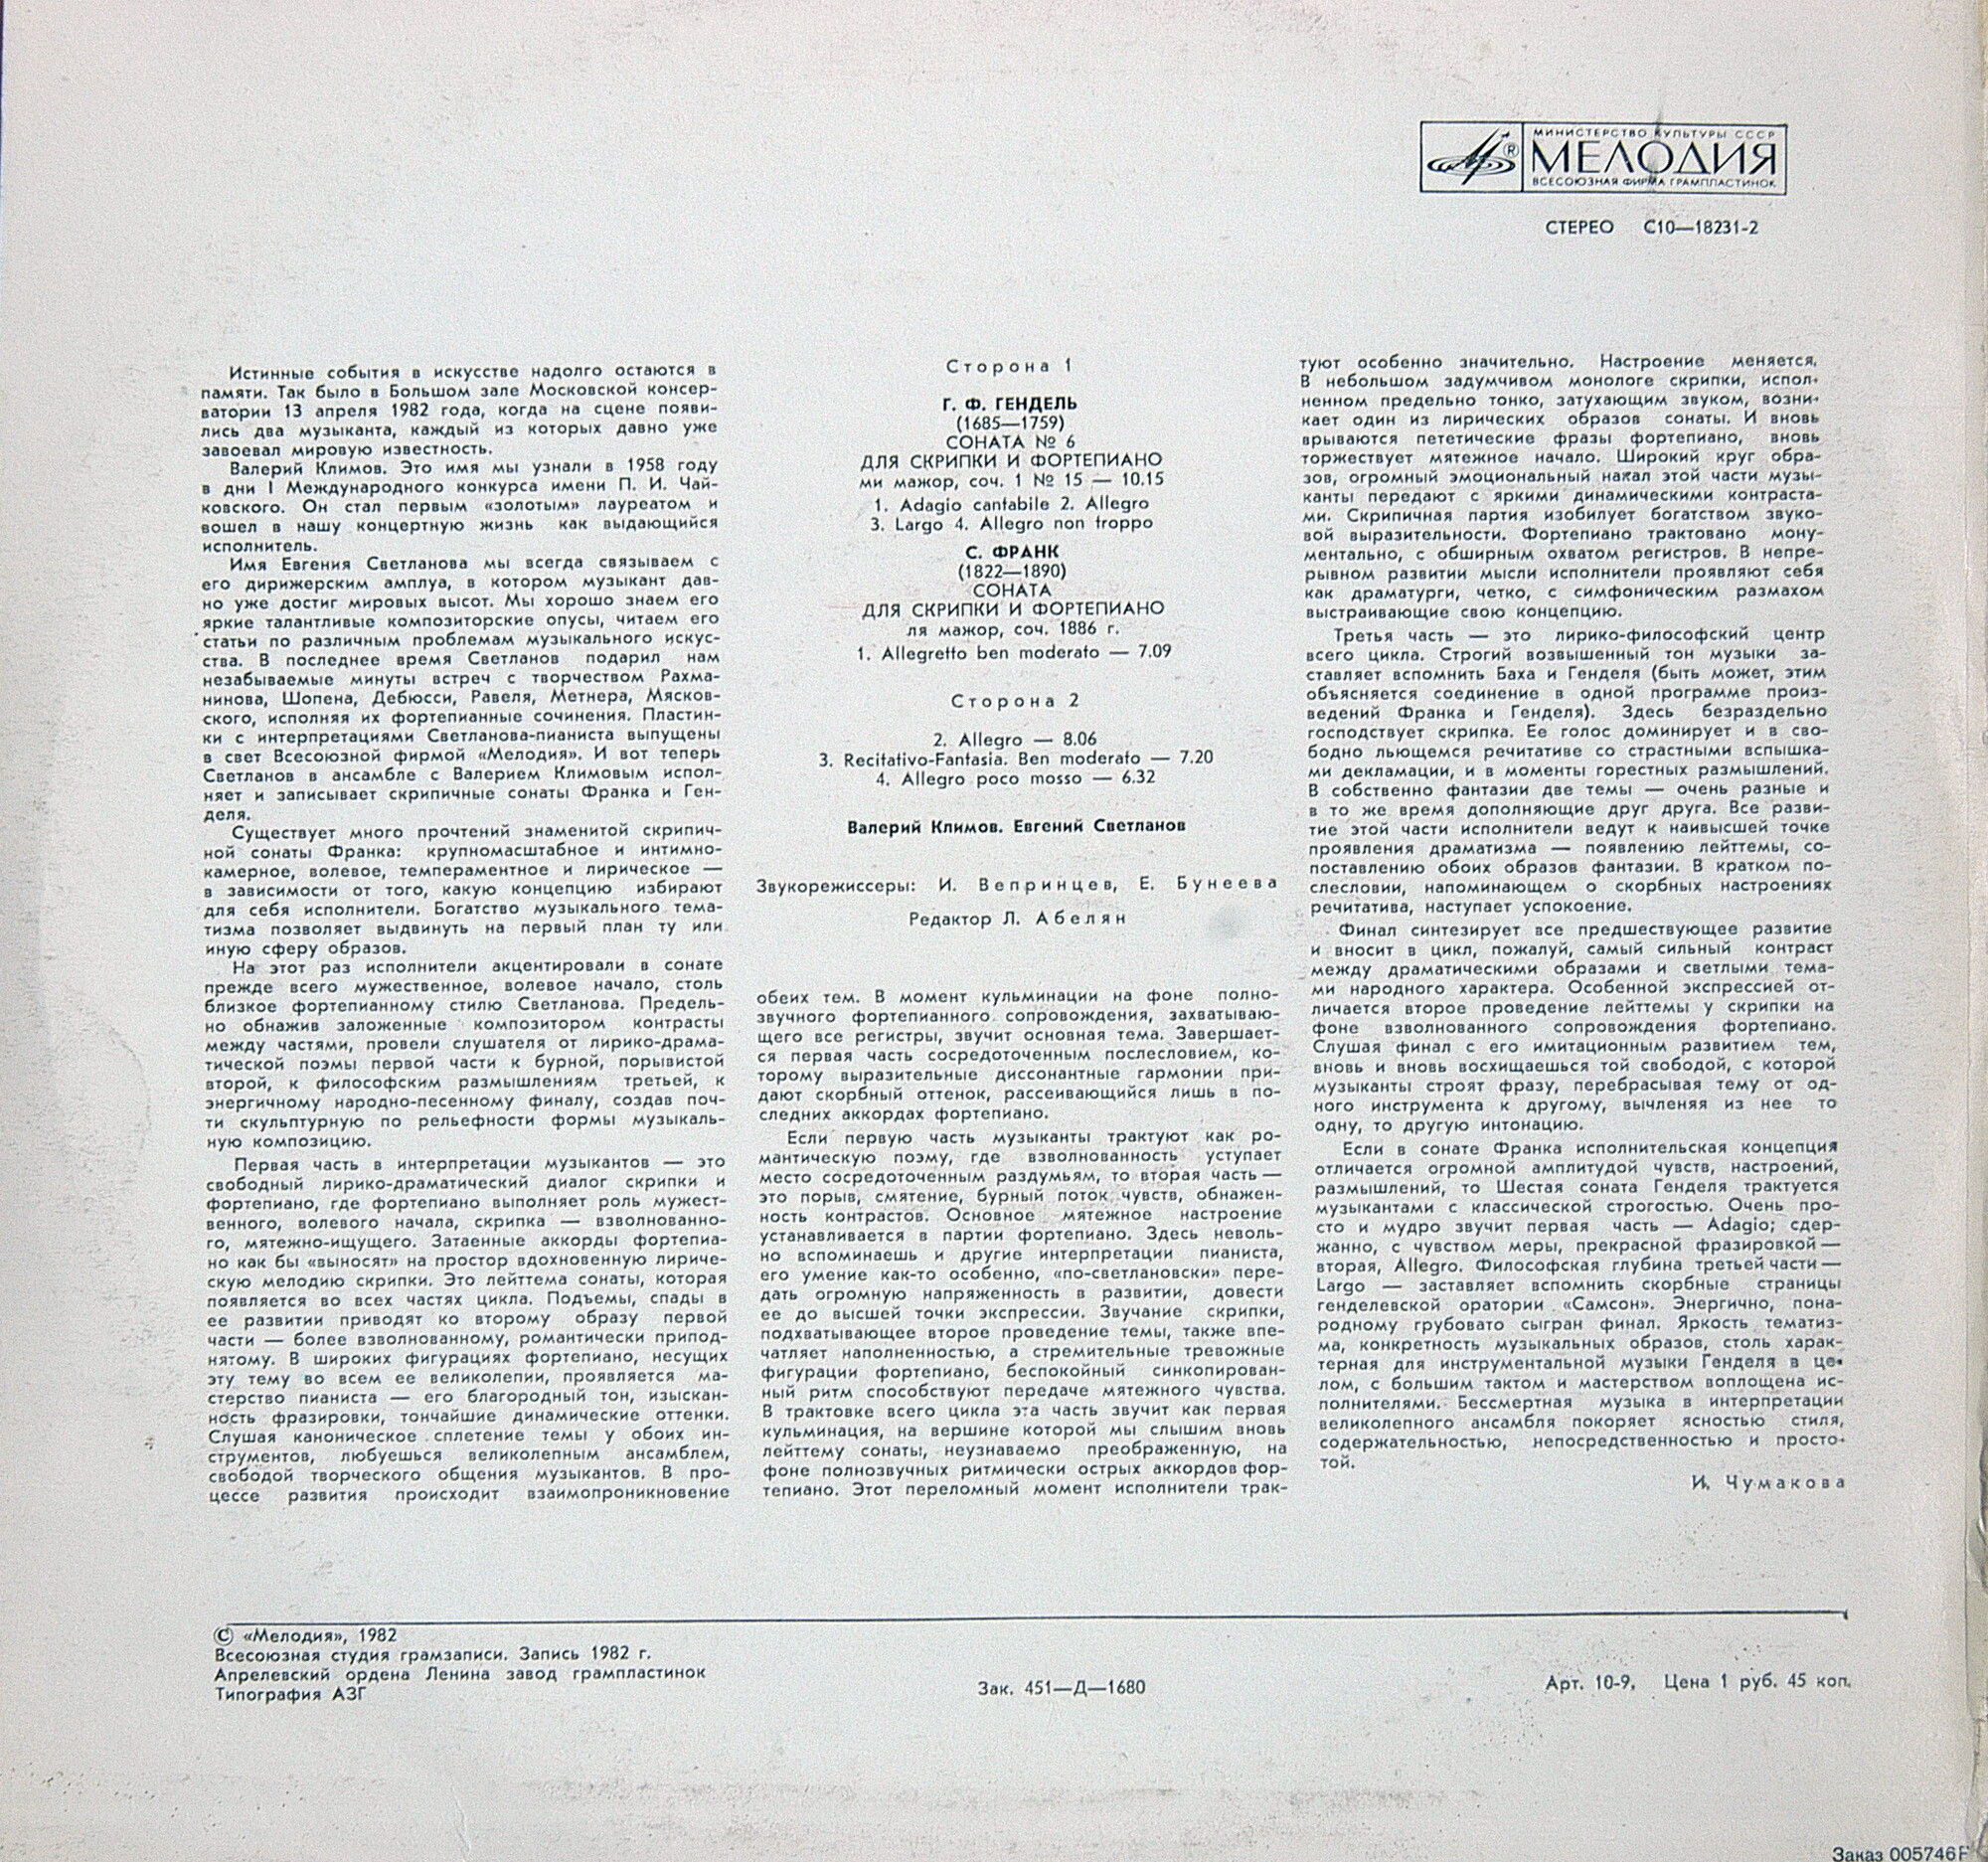 МИНИСТЕРСТВО КУЛЬТУРЫ СССР
МЕЛОДИЯ
ВСЕСОЮЗНАЯ ФИРМА ГРАМПЛАСТИНОК
СТЕРЕО С10—18231-2
Истинные события в искусстве надолго остаются в
памяти. Так было в Большом зале Московской консер-
ватории 13 апреля 1982 года, когда на сцене появи-
лись два музыканта, каждый из которых давно уже
завоевал мировую известность.
Валерий Климов. Это имя мы узнали в 1958 году
в дни I Международного конкурса имени П. И. Чай-
ковского. Он стал первым «золотым» лауреатом и
вошел в нашу концертную жизнь как выдающийся
исполнитель.
Имя Евгения Светланова мы всегда связываем с
его дирижерским амплуа, в котором музыкант дав-
но уже достиг мировых высот. Мы хорошо знаем его
яркие талантливые композиторские опусы, читаем его
статьи по различным проблемам музыкального искус-
ства. В последнее время Светланов подарил нам
незабываемые минуты встреч с творчеством Рахма-
нинова, Шопена, Дебюсси, Равеля, Метнера, Мясков-
ского, исполняя их фортепианные сочинения. Пластин-
ки с интерпретациями Светланова-пианиста выпущены
в свет Всесоюзной фирмой «Мелодия». И вот теперь
Светланов в ансамбле с Валерием Климовым испол-
няет и записывает скрипичные сонаты Франка и Ген-
деля.
Существует много прочтений знаменитой скрипич-
ной сонаты Франка: крупномасштабное и интимно-
камерное, волевое, темпераментное и лирическое —
в зависимости от того, какую концепцию избирают
для себя исполнители. Богатство музыкального тема-
тизма позволяет выдвинуть на первый план ту или
иную сферу образов.
На этот раз исполнители акцентировали в сонате
прежде всего мужественное, волевое начало, столь
близкое фортепианному стилю Светланова. Предель-
но обнажив заложенные композитором контрасты
между частями, провели слушателя от лирико-драма-
тической поэмы первой части к бурной, порывистой
второй, к философским размышлениям третьей, к
энергичному народно-песенному финалу, создав поч-
ти скульптурную по рельефности формы музыкаль-
ную композицию.
Первая часть в интерпретации музыкантов — это
свободный лирико-драматический диалог скрипки и
фортепиано, где фортепиано выполняет роль мужест-
венного, волевого начала, скрипка — взволнованно-
го, мятежно-ищущего. Затаенные аккорды фортепиа-
но как бы «выносят» на простор вдохновенную лириче-
скую мелодию скрипки. Это лейттема сонаты, которая
появляется во всех частях цикла. Подъемы, спады в
ее развитии приводят ко второму образу первой
части — более взволнованному, романтически припод-
нятому. В широких фигурациях фортепиано, несущих
эту тему во всем ее великолепии, проявляется ма-
стерство пианиста — его благородный тон, изыскан-
ность фразировки, тончайшие динамические оттенки.
Слушая каноническое сплетение темы у обоих ин-
струментов, любуешься великолепным ансамблем,
свободой творческого общения музыкантов. В про-
цессе развития происходит взаимопроникновение
Сторона 1
Г. Ф. ГЕНДЕЛЬ
(1685—1759)
СОНАТА № 6
ДЛЯ СКРИПКИ И ФОРТЕПИАНО
ми мажор, соч. 1 № 15 — 10.15
1. Adagio cantabile 2. Allegro
3. Largo 4. Allegro non troppo
С. ФРАНК
(1822—1890)
СОНАТА
ДЛЯ СКРИПКИ И ФОРТЕПИАНО
ля мажор, соч. 1886 г.
1. Allegretto ben moderato — 7.09
Сторона 2
2. Allegro — 8.06
3. Recitativo-Fantasia. Ben moderato — 7.20
4. Allegro poco mosso — 6.32
Валерий Климов. Евгений Светланов
Звукорежиссеры: И. Вепринцев, Е. Бунеева
Редактор Л. Абелян
обеих тем. В момент кульминации на фоне полно-
звучного фортепианного сопровождения, захватываю-
щего все регистры, звучит основная тема. Завершает-
ся первая часть сосредоточенным послесловием, ко-
торому выразительные диссонантные гармонии при-
дают скорбный оттенок, рассеивающийся лишь в по-
следних аккордах фортепиано.
Если первую часть музыканты трактуют как ро-
мантическую поэму, где взволнованность уступает
место сосредоточенным раздумьям, то вторая часть —
это порыв, смятение, бурный поток чувств, обнажен-
ность контрастов. Основное мятежное настроение
устанавливается в партии фортепиано. Здесь неволь-
но вспоминаешь и другие интерпретации пианиста,
его умение как-то особенно, «по-светлановски» пере-
дать огромную напряженность в развитии, довести
ее до высшей точки экспрессии. Звучание скрипки,
подхватывающее второе проведение темы, также впе-
чатляет наполненностью, а стремительные тревожные
фигурации фортепиано, беспокойный синкопирован-
ный ритм способствуют передаче мятежного чувства.
В трактовке всего цикла эта часть звучит как первая
кульминация, на вершине которой мы слышим вновь
лейттему сонаты, неузнаваемо преображенную, на
фоне полнозвучных ритмически острых аккордов фор-
тепиано. Этот переломный момент исполнители трак-
туют особенно значительно. Настроение меняется.
В небольшом задумчивом монологе скрипки, испол-
ненном предельно тонко, затухающим звуком, возни-
кает один из лирических образов сонаты. И вновь
врываются пететические фразы фортепиано, вновь
торжествует мятежное начало. Широкий круг обра-
зов, огромный эмоциональный накал этой части музы-
канты передают с яркими динамическими контраста-
ми. Скрипичная партия изобилует богатством звуко-
вой выразительности. Фортепиано трактовано мону-
ментально, с обширным охватом регистров. В непре-
рывном развитии мысли исполнители проявляют себя
как драматурги, четко, с симфоническим размахом
выстраивающие свою концепцию.
Третья часть — это лирико-философский центр
всего цикла. Строгий возвышенный тон музыки за-
ставляет вспомнить Баха и Генделя (быть может, этим
объясняется соединение в одной программе произ-
ведений Франка и Генделя). Здесь безраздельно
господствует скрипка. Ее голос доминирует и в сво-
бодно льющемся речитативе со страстными вспышка-
ми декламации, и в моменты горестных размышлений.
В собственно фантазии две темы — очень разные и
в то же время дополняющие друг друга. Все разви-
тие этой части исполнители ведут к наивысшей точке
проявления драматизма — появлению лейттемы, со-
поставлению обоих образов фантазии. В кратком по-
слесловии, напоминающем о скорбных настроениях
речитатива, наступает успокоение.
Финал синтезирует все предшествующее развитие
и вносит в цикл, пожалуй, самый сильный контраст
между драматическими образами и светлыми тема-
ми народного характера. Особенной экспрессией от-
личается второе проведение лейттемы у скрипки на
фоне взволнованного сопровождения фортепиано.
Слушая финал с его имитационным развитием тем,
вновь и вновь восхищаешься той свободой, с которой
музыканты строят фразу, перебрасывая тему от од-
ного инструмента к другому, вычленяя из нее то
одну, то другую интонацию.
Если в сонате Франка исполнительская концепция
отличается огромной амплитудой чувств, настроений,
размышлений, то Шестая соната Генделя трактуется
музыкантами с классической строгостью. Очень про-
сто и мудро звучит первая часть — Adagio; сдер-
жанно, с чувством меры, прекрасной фразировкой —
вторая, Allegro. Философская глубина третьей части —
Largo — заставляет вспомнить скорбные страницы
генделевской оратории «Самсон». Энергично, пона-
родному грубовато сыгран финал. Яркость тематиз-
ма, конкретность музыкальных образов, столь харак-
терная для инструментальной музыки Генделя в це-
лом, с большим тактом и мастерством воплощена ис-
полнителями. Бессмертная музыка в интерпретации
великолепного ансамбля покоряет ясностью стиля,
содержательностью, непосредственностью и просто-
той.
И. Чумакова
© «Мелодия», 1982
Всесоюзная студия грамзаписи. Запись 1982 г.
Апрелевский ордена Ленина завод грампластинок
Типография АЗГ
Зак. 451—Д—1680
Арт. 10-9. Цена 1 руб. 45 коп.
Заказ 005746F